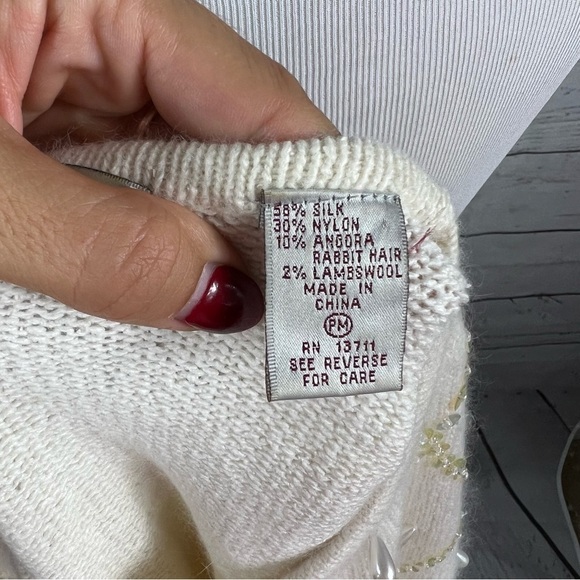 58% SILK
30% NYLON
10% ANGORA
RABBIT HAIR
2% LAMBSWOOL
MADE IN
CHINA
PM
RN 13711
SEE REVERSE
FOR CARE